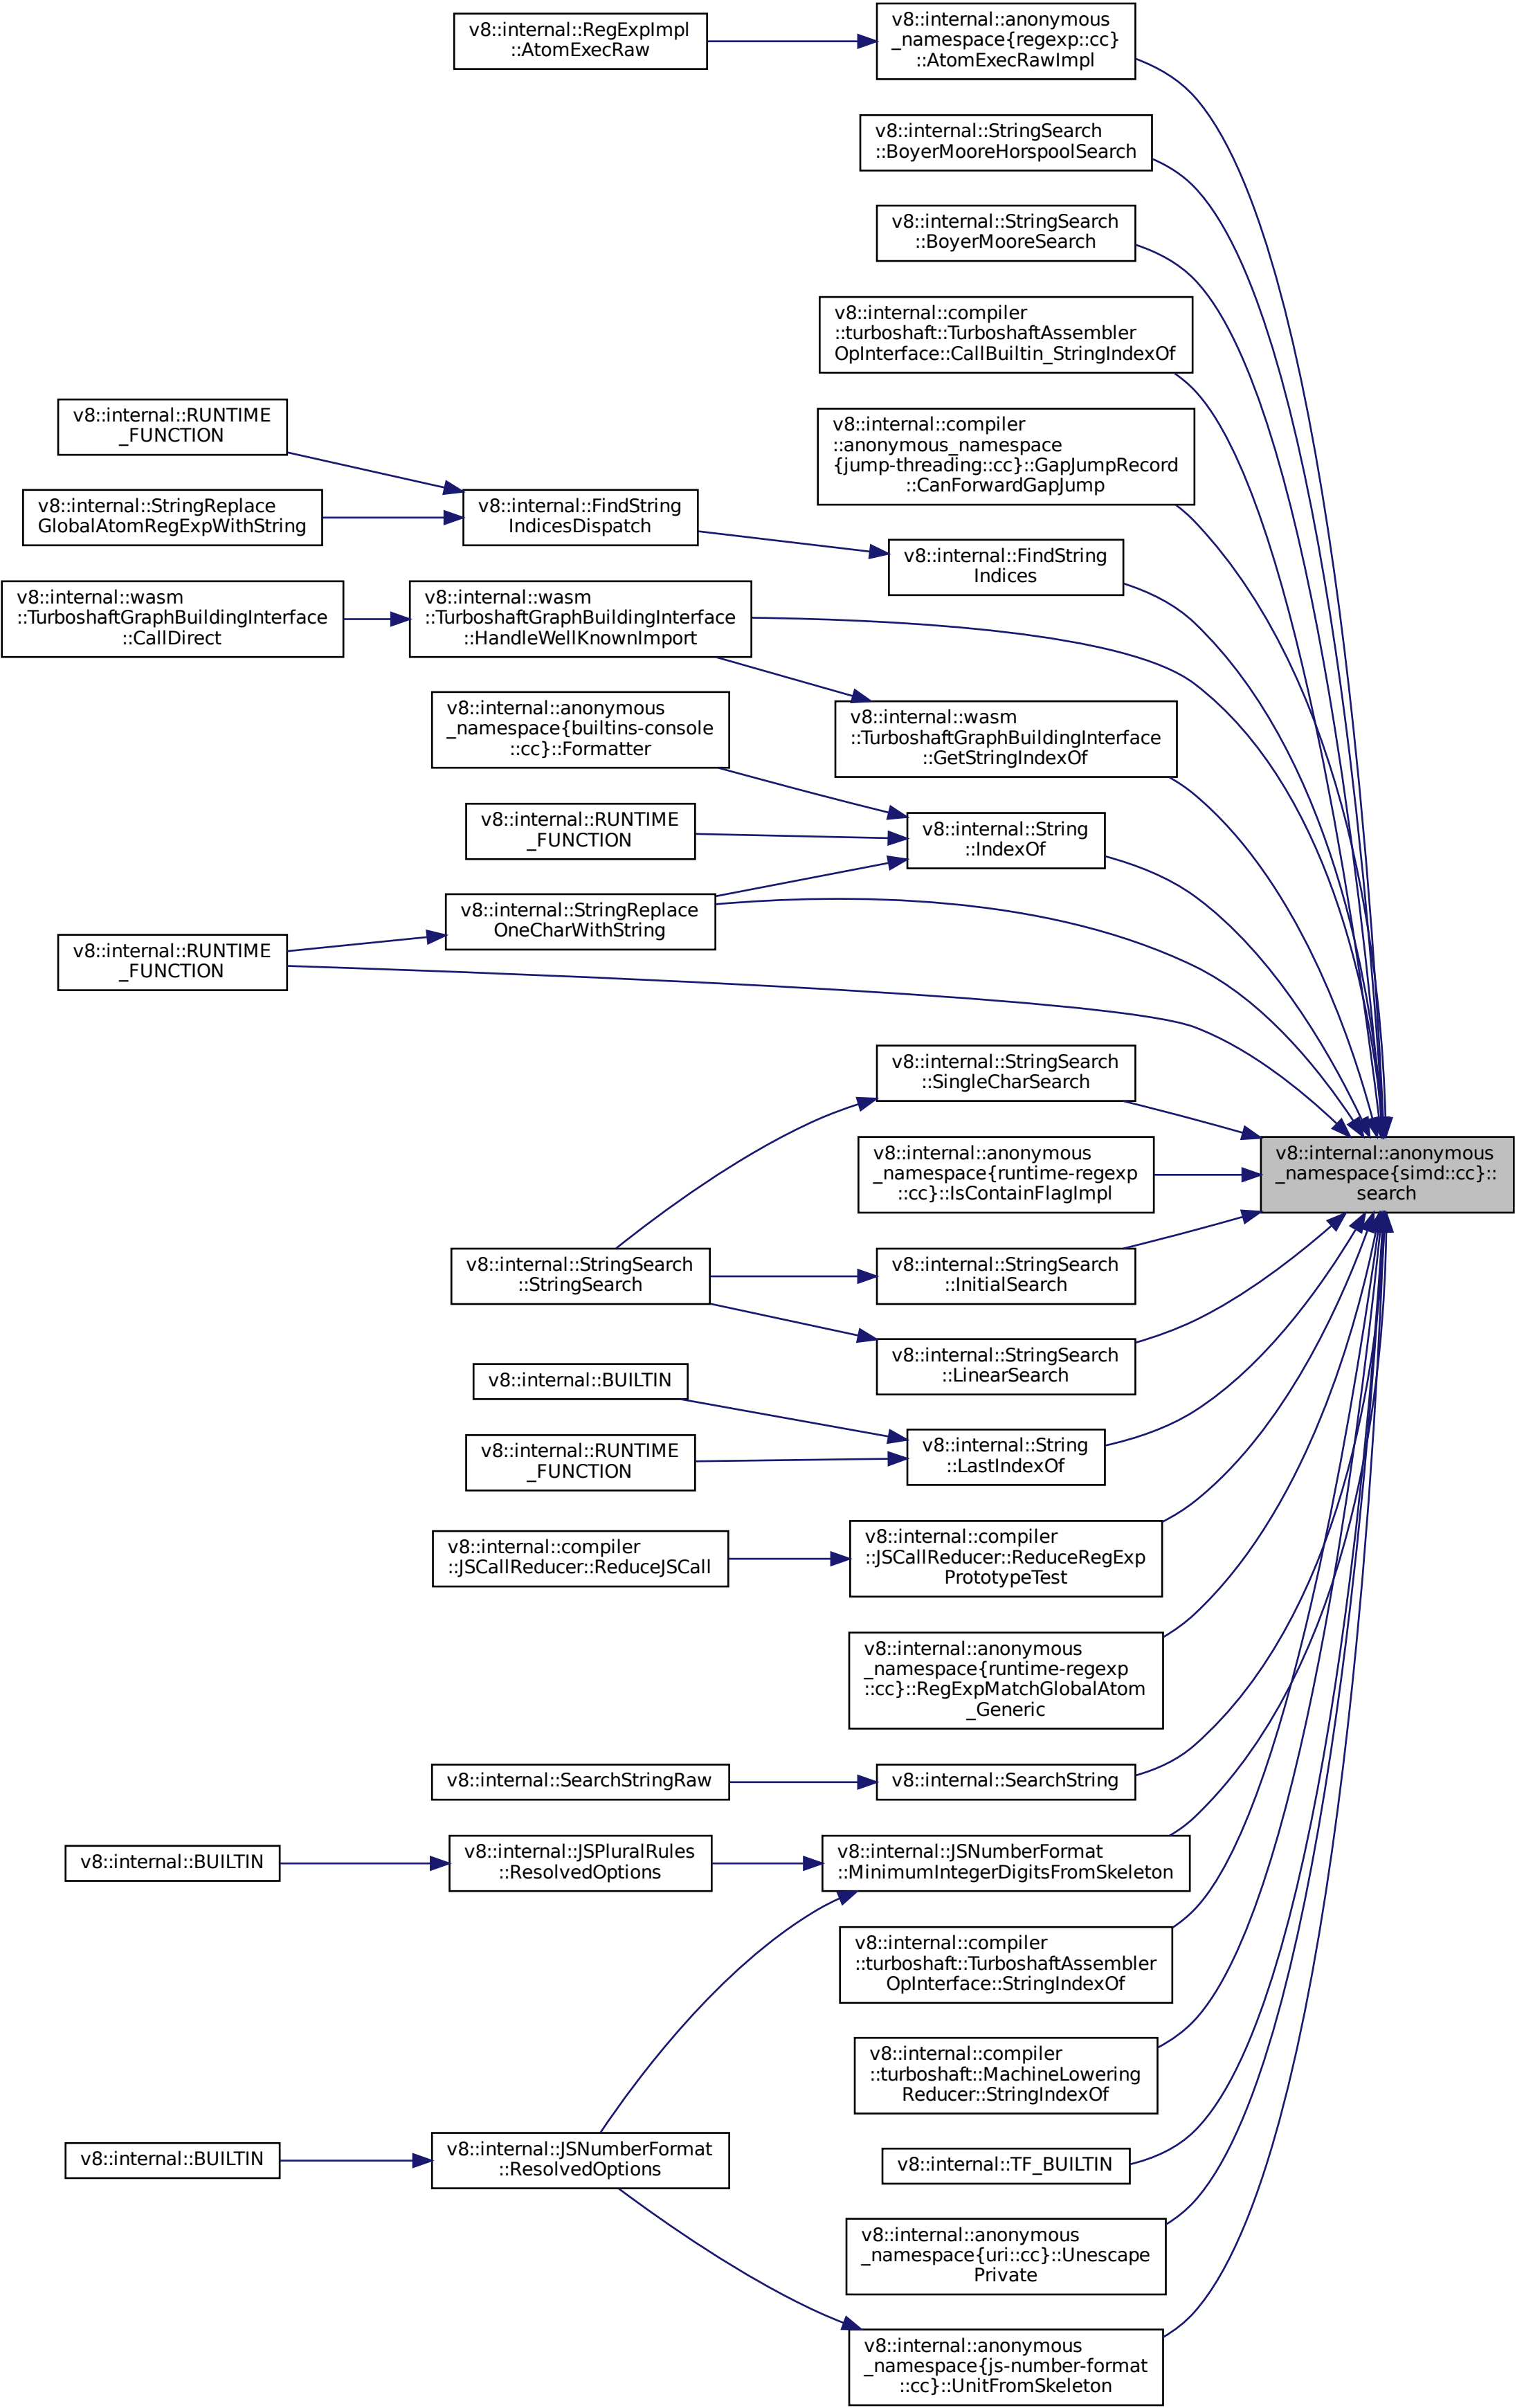 v8::internal::RegExpImpl
::AtomExecRaw
v8::internal::anonymous
_namespace{regexp::cc}
::AtomExecRawImpl
v8::internal::StringSearch
::BoyerMooreHorspoolSearch
v8::internal::StringSearch
::BoyerMooreSearch
v8::internal::compiler
::turboshaft::TurboshaftAssembler
OpInterface::CallBuiltin_StringIndexOf
v8::internal::RUNTIME
_FUNCTION
v8::internal::compiler
::anonymous_namespace
{jump-threading::cc}::GapJumpRecord
::CanForwardGapJump
v8::internal::StringReplace
GlobalAtomRegExpWithString
v8::internal::FindString
IndicesDispatch
v8::internal::FindString
Indices
v8::internal::wasm
::TurboshaftGraphBuildingInterface
::CallDirect
v8::internal::wasm
::TurboshaftGraphBuildingInterface
::HandleWellKnownImport
v8::internal::anonymous
_namespace{builtins-console
::cc}::Formatter
v8::internal::wasm
::TurboshaftGraphBuildingInterface
::GetStringIndexOf
v8::internal::RUNTIME
_FUNCTION
v8::internal::String
::IndexOf
v8::internal::StringReplace
OneCharWithString
v8::internal::RUNTIME
_FUNCTION
v8::internal::StringSearch
::SingleCharSearch
v8::internal::anonymous
_namespace{runtime-regexp
::cc}::IsContainFlagImpl
v8::internal::anonymous
_namespace{simd::cc}::
search
v8::internal::StringSearch
::StringSearch
v8::internal::StringSearch
::InitialSearch
v8::internal::StringSearch
::LinearSearch
v8::internal::BUILTIN
v8::internal::RUNTIME
_FUNCTION
v8::internal::String
::LastIndexOf
v8::internal::compiler
::JSCallReducer::ReduceJSCall
v8::internal::compiler
::JSCallReducer::ReduceRegExp
PrototypeTest
v8::internal::anonymous
_namespace{runtime-regexp
::cc}::RegExpMatchGlobalAtom
_Generic
v8::internal::SearchStringRaw
v8::internal::SearchString
v8::internal::BUILTIN
v8::internal::JSPluralRules
::ResolvedOptions
v8::internal::JSNumberFormat
::MinimumIntegerDigitsFromSkeleton
v8::internal::compiler
::turboshaft::TurboshaftAssembler
OpInterface::StringIndexOf
v8::internal::compiler
::turboshaft::MachineLowering
Reducer::StringIndexOf
v8::internal::BUILTIN
v8::internal::JSNumberFormat
::ResolvedOptions
v8::internal::TF_BUILTIN
v8::internal::anonymous
_namespace{uri::cc}::Unescape
Private
v8::internal::anonymous
_namespace{js-number-format
::cc}::UnitFromSkeleton